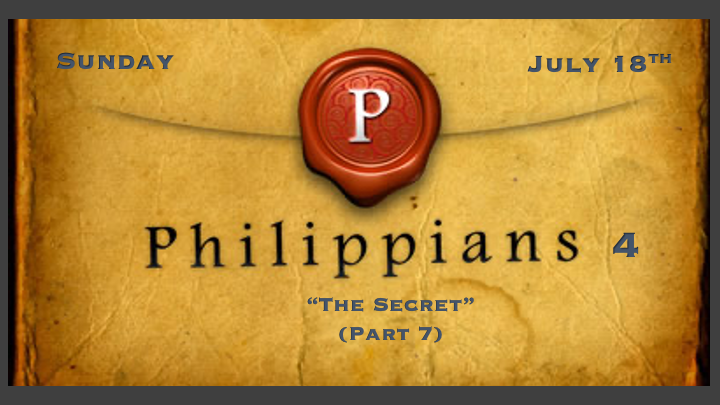 Sunday
July 18th
P
Philippians 4
“The Secret”
(Part 7)